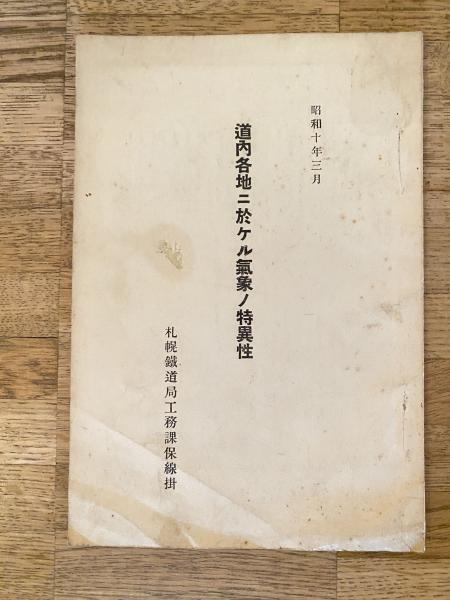 昭和十年三月
道內各地ニ於ケル氣象ノ特異性
札幌鐵道局工務課保線掛